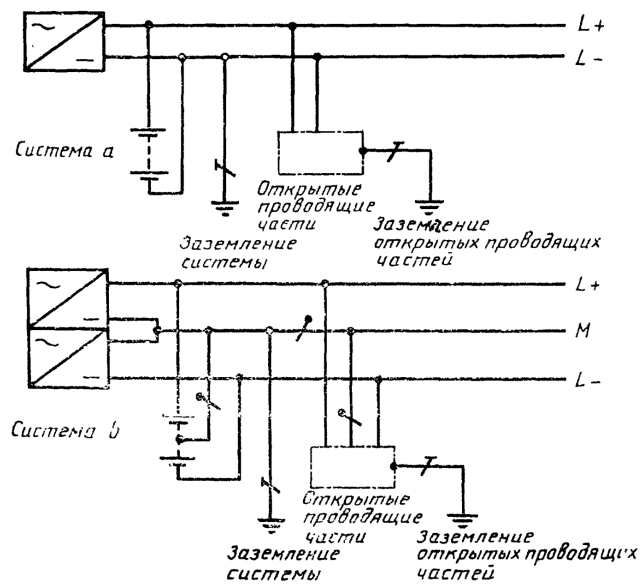 L+
L-
Система а
Открытые
проводящие
части
Заземление
системы
Заземление
открытых проводящих
частей
L+
M
L-
Система b
Открытые
проводящие
части
Заземление
системы
Заземление
открытых проводящих
частей